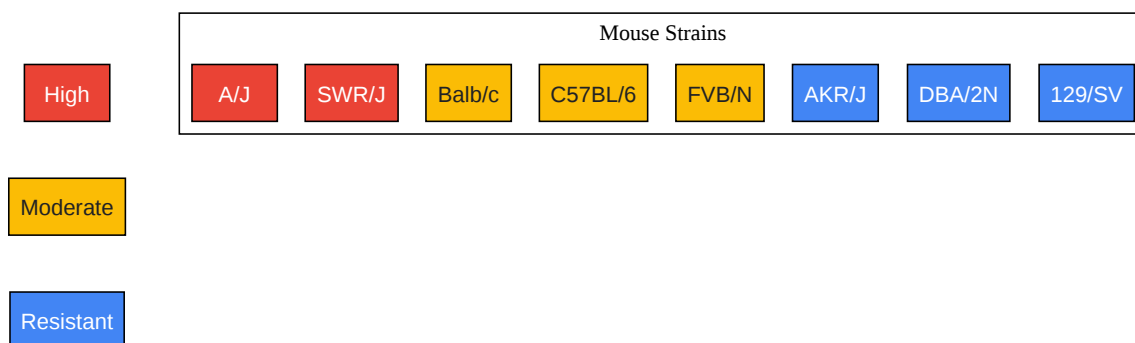 Mouse Strains
High
A/J
SWR/J
Balb/c
C57BL/6
FVB/N
AKR/J
DBA/2N
129/SV
Moderate
Resistant